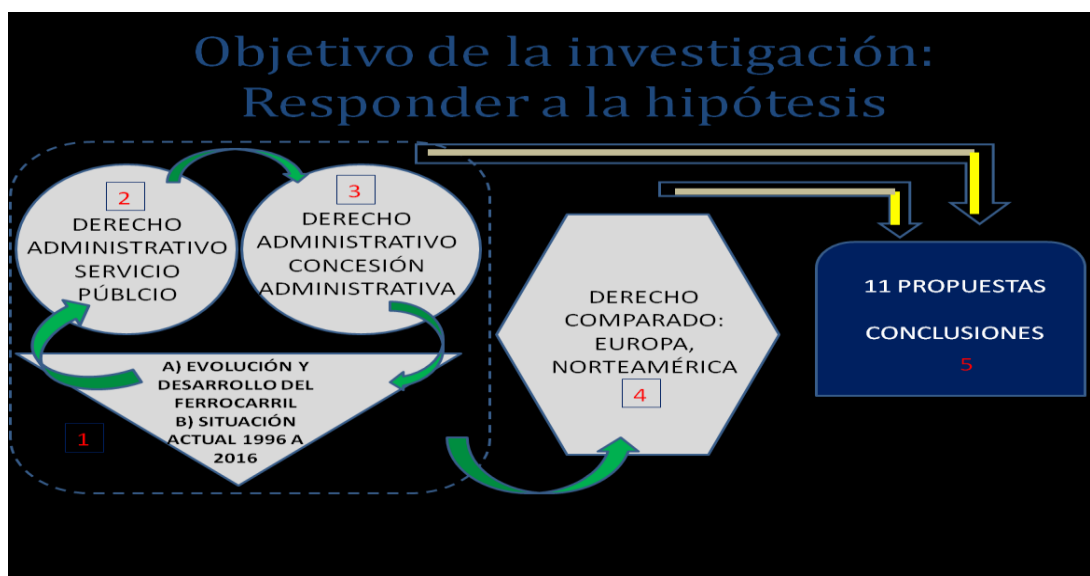 Objetivo de la investigación:
Responder a la hipótesis
2
DERECHO
ADMINISTRATIVO
SERVICIO
PÚBLCIO
3
DERECHO
ADMINISTRATIVO
CONCESIÓN
ADMINISTRATIVA
1
A) EVOLUCIÓN Y
DESARROLLO DEL
FERROCARRIL
B) SITUACIÓN
ACTUAL 1996 A
2016
DERECHO
COMPARADO:
EUROPA,
NORTEAMÉRICA
4
11 PROPUESTAS
CONCLUSIONES
5